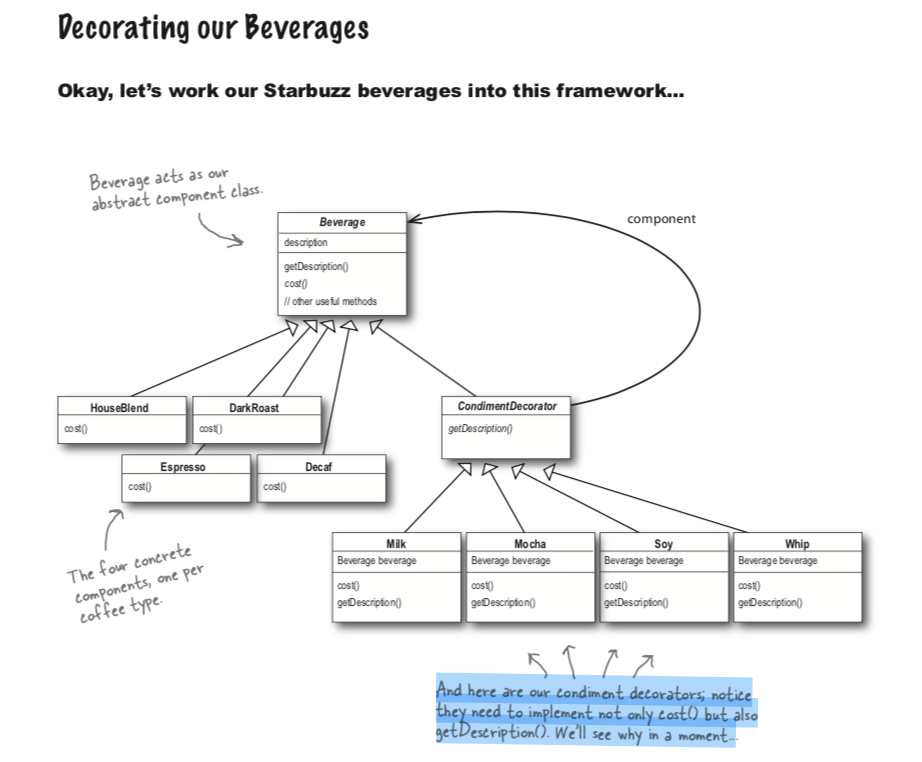 Decorating our Beverages
Okay, let's work our Starbuzz beverages into this framework...
Beverage acts as our
abstract component class.
component
Beverage
description
getDescription()
cost()
// other useful methods
HouseBlend
cost()
DarkRoast
cost()
CondimentDecorator
getDescription()
Espresso
cost()
Decaf
cost()
The four concrete
components, one per
coffee type.
Milk
Beverage beverage
cost()
getDescription()
Mocha
Beverage beverage
cost()
getDescription()
Soy
Beverage beverage
cost()
getDescription()
Whip
Beverage beverage
cost()
getDescription()
And here are our condiment decorators; notice
they need to implement not only cost() but also
getDescription(). We'll see why in a moment...